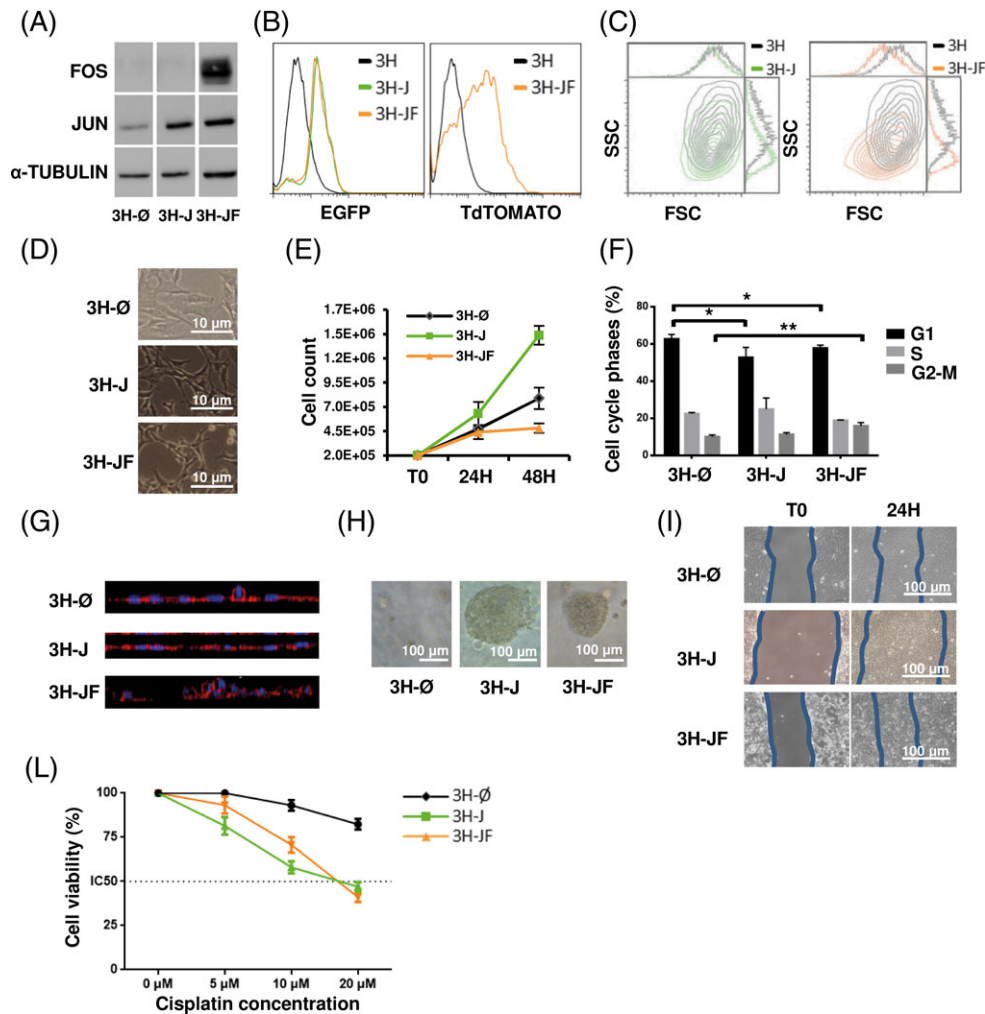 (A)
FOS
JUN
α-TUBULIN
3H-Ø 3H-J 3H-JF
(B)
3H
3H-J
3H-JF
EGFP
3H
3H-JF
TdTOMATO
(C)
3H
3H-J
SSC
FSC
3H
3H-JF
SSC
FSC
(D)
3H-Ø
10 µm
3H-J
10 µm
3H-JF
10 µm
(E)
Cell count
1.7E+06
1.5E+06
1.2E+06
9.5E+05
7.0E+05
4.5E+05
2.0E+05
3H-Ø
3H-J
3H-JF
T0 24H 48H
(F)
Cell cycle phases (%)
80
60
40
20
0
*
*
**
G1
S
G2-M
3H-Ø 3H-J 3H-JF
(G)
3H-Ø
3H-J
3H-JF
(H)
100 µm 100 µm 100 µm
3H-Ø 3H-J 3H-JF
(I)
T0 24H
3H-Ø
100 µm
3H-J
100 µm
3H-JF
100 µm
(L)
Cell viability (%)
100
75
IC50
25
0
3H-Ø
3H-J
3H-JF
0 µM 5 µM 10 µM 20 µM
Cisplatin concentration